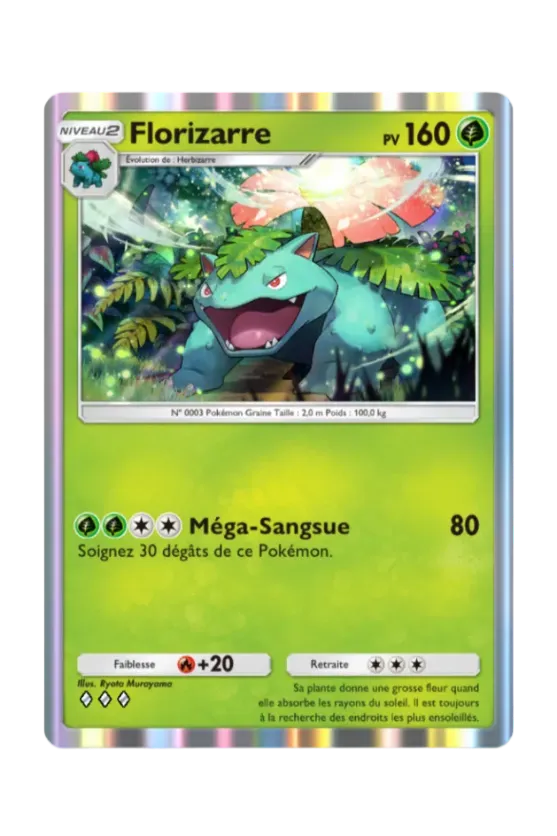 NIVEAU 2 Florizarre PV 160
Évolution de : Herbizarre
N° 0003 Pokémon Graine Taille : 2,0 m Poids : 100,0 kg
Méga-Sangsue 80
Soignez 30 dégâts de ce Pokémon.
Faiblesse +20 Retraite
Illus. Ryota Murayama
Sa plante donne une grosse fleur quand
elle absorbe les rayons du soleil. Il est toujours
à la recherche des endroits les plus ensoleillés.